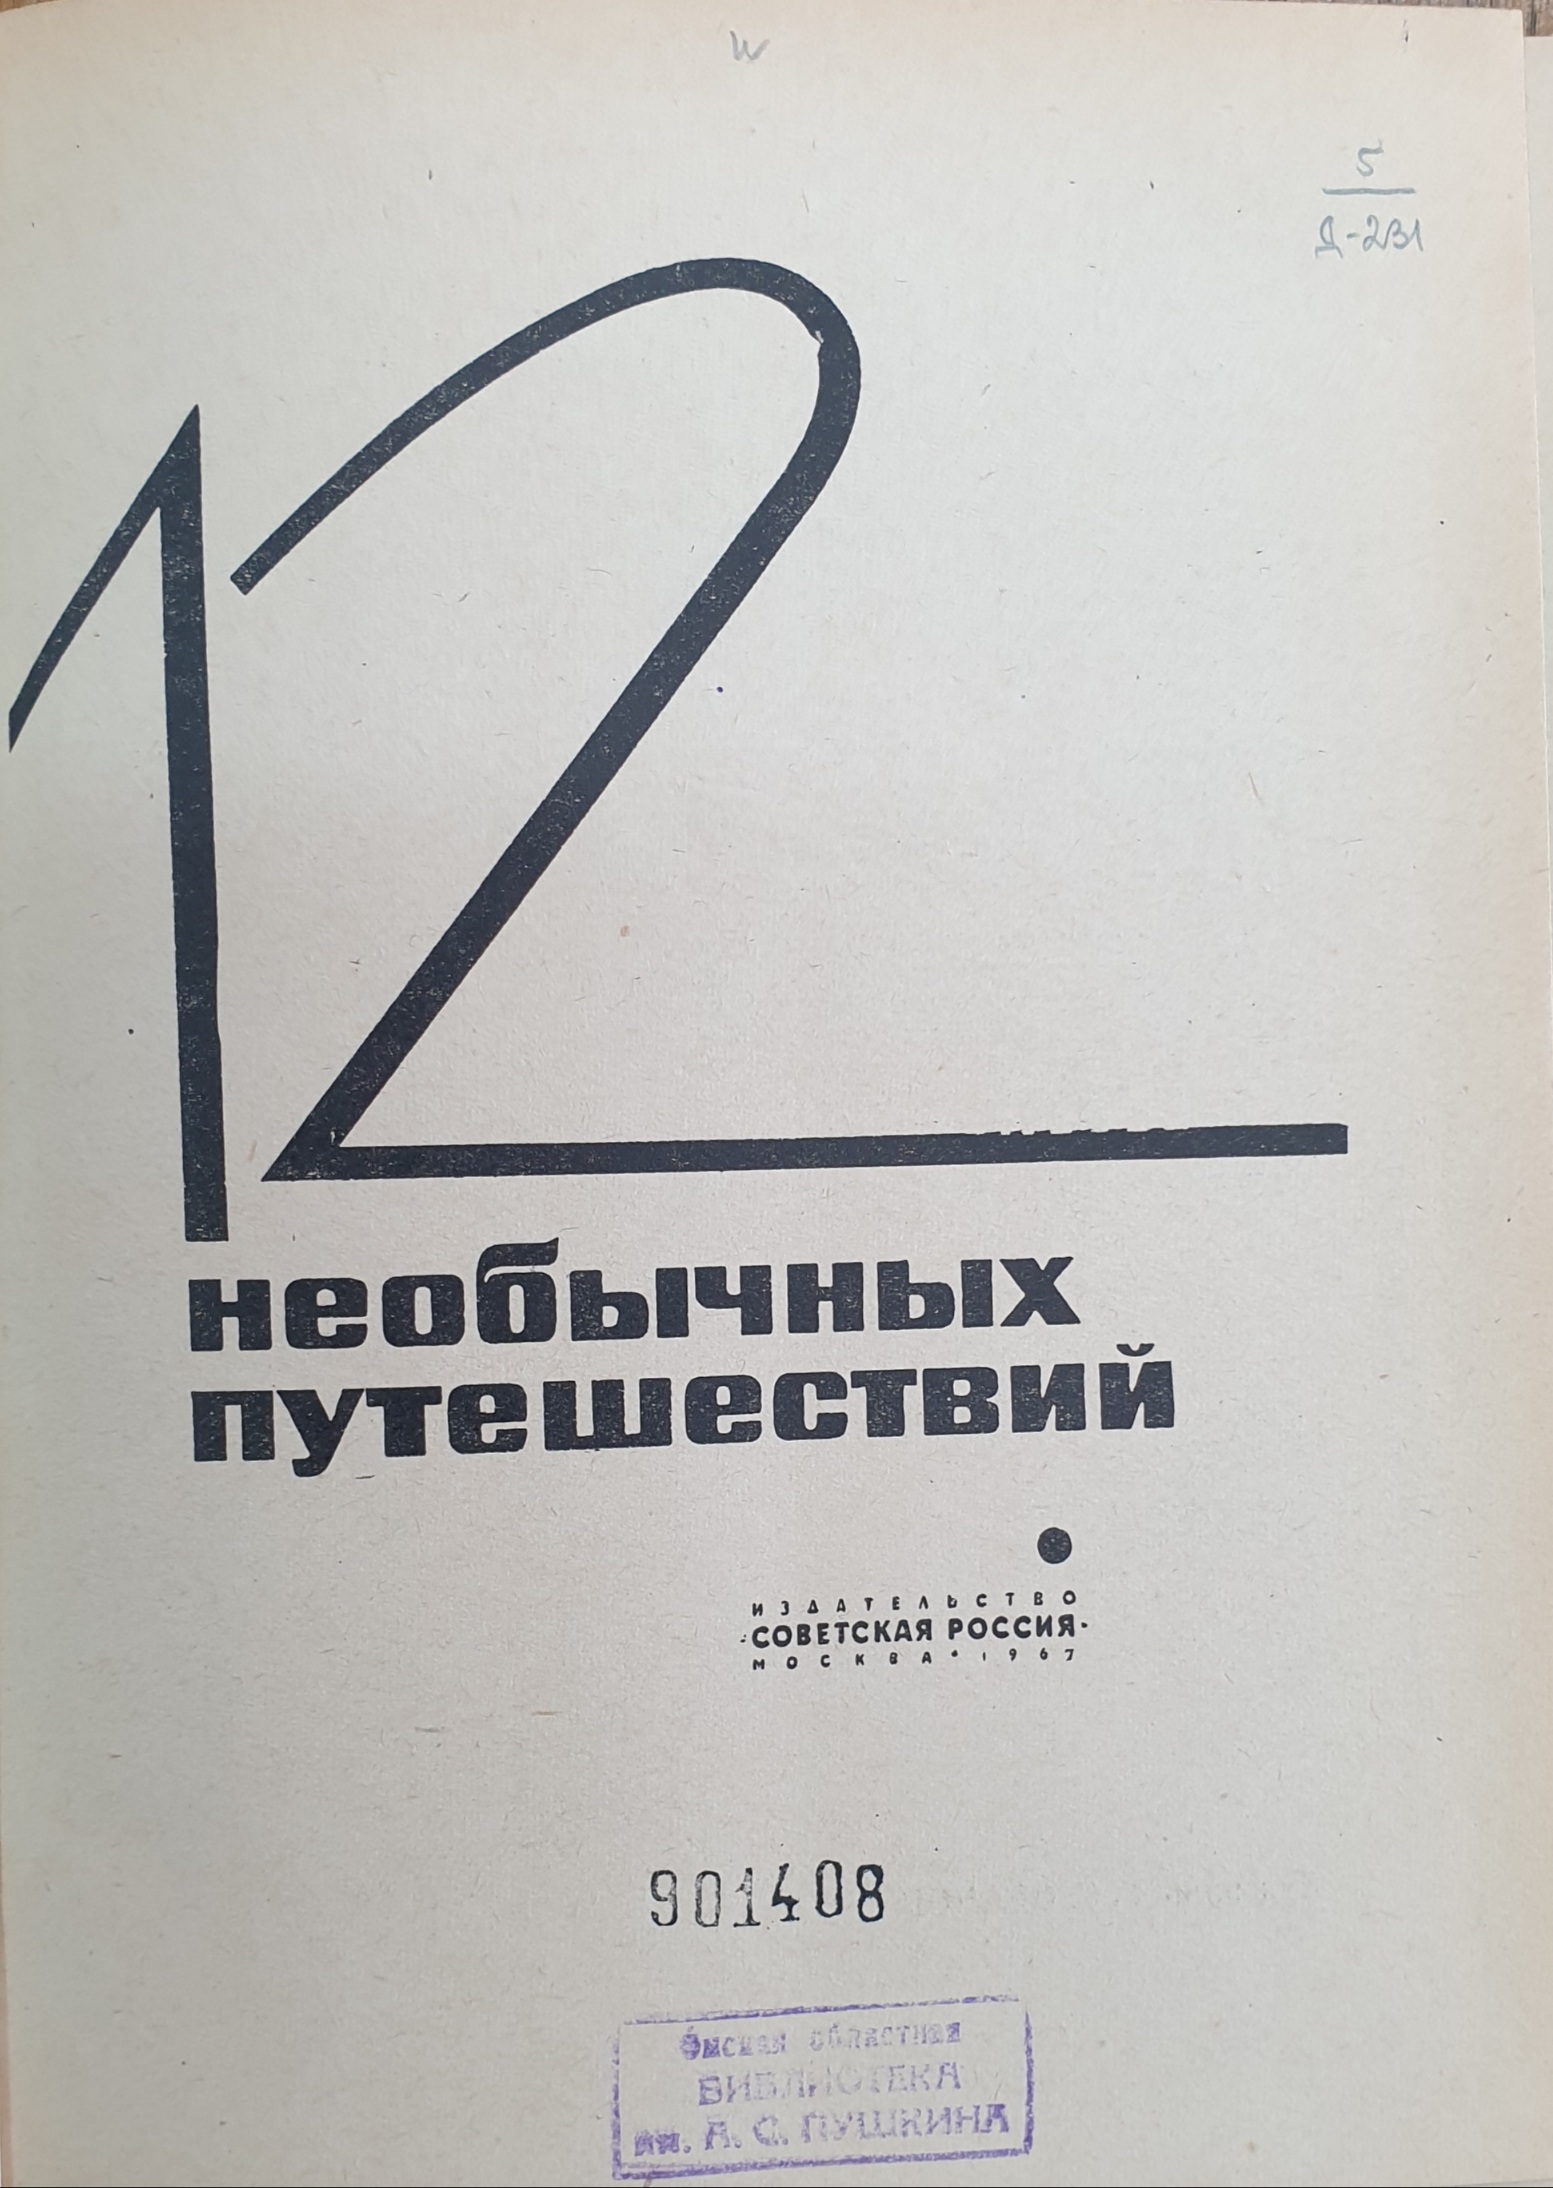 5
Д-231
12
необычных
путешествий
ИЗДАТЕЛЬСТВО
«СОВЕТСКАЯ РОССИЯ»
МОСКВА • 1967
901408
Омская областная
БИБЛИОТЕКА
им. А. С. ПУШКИНА